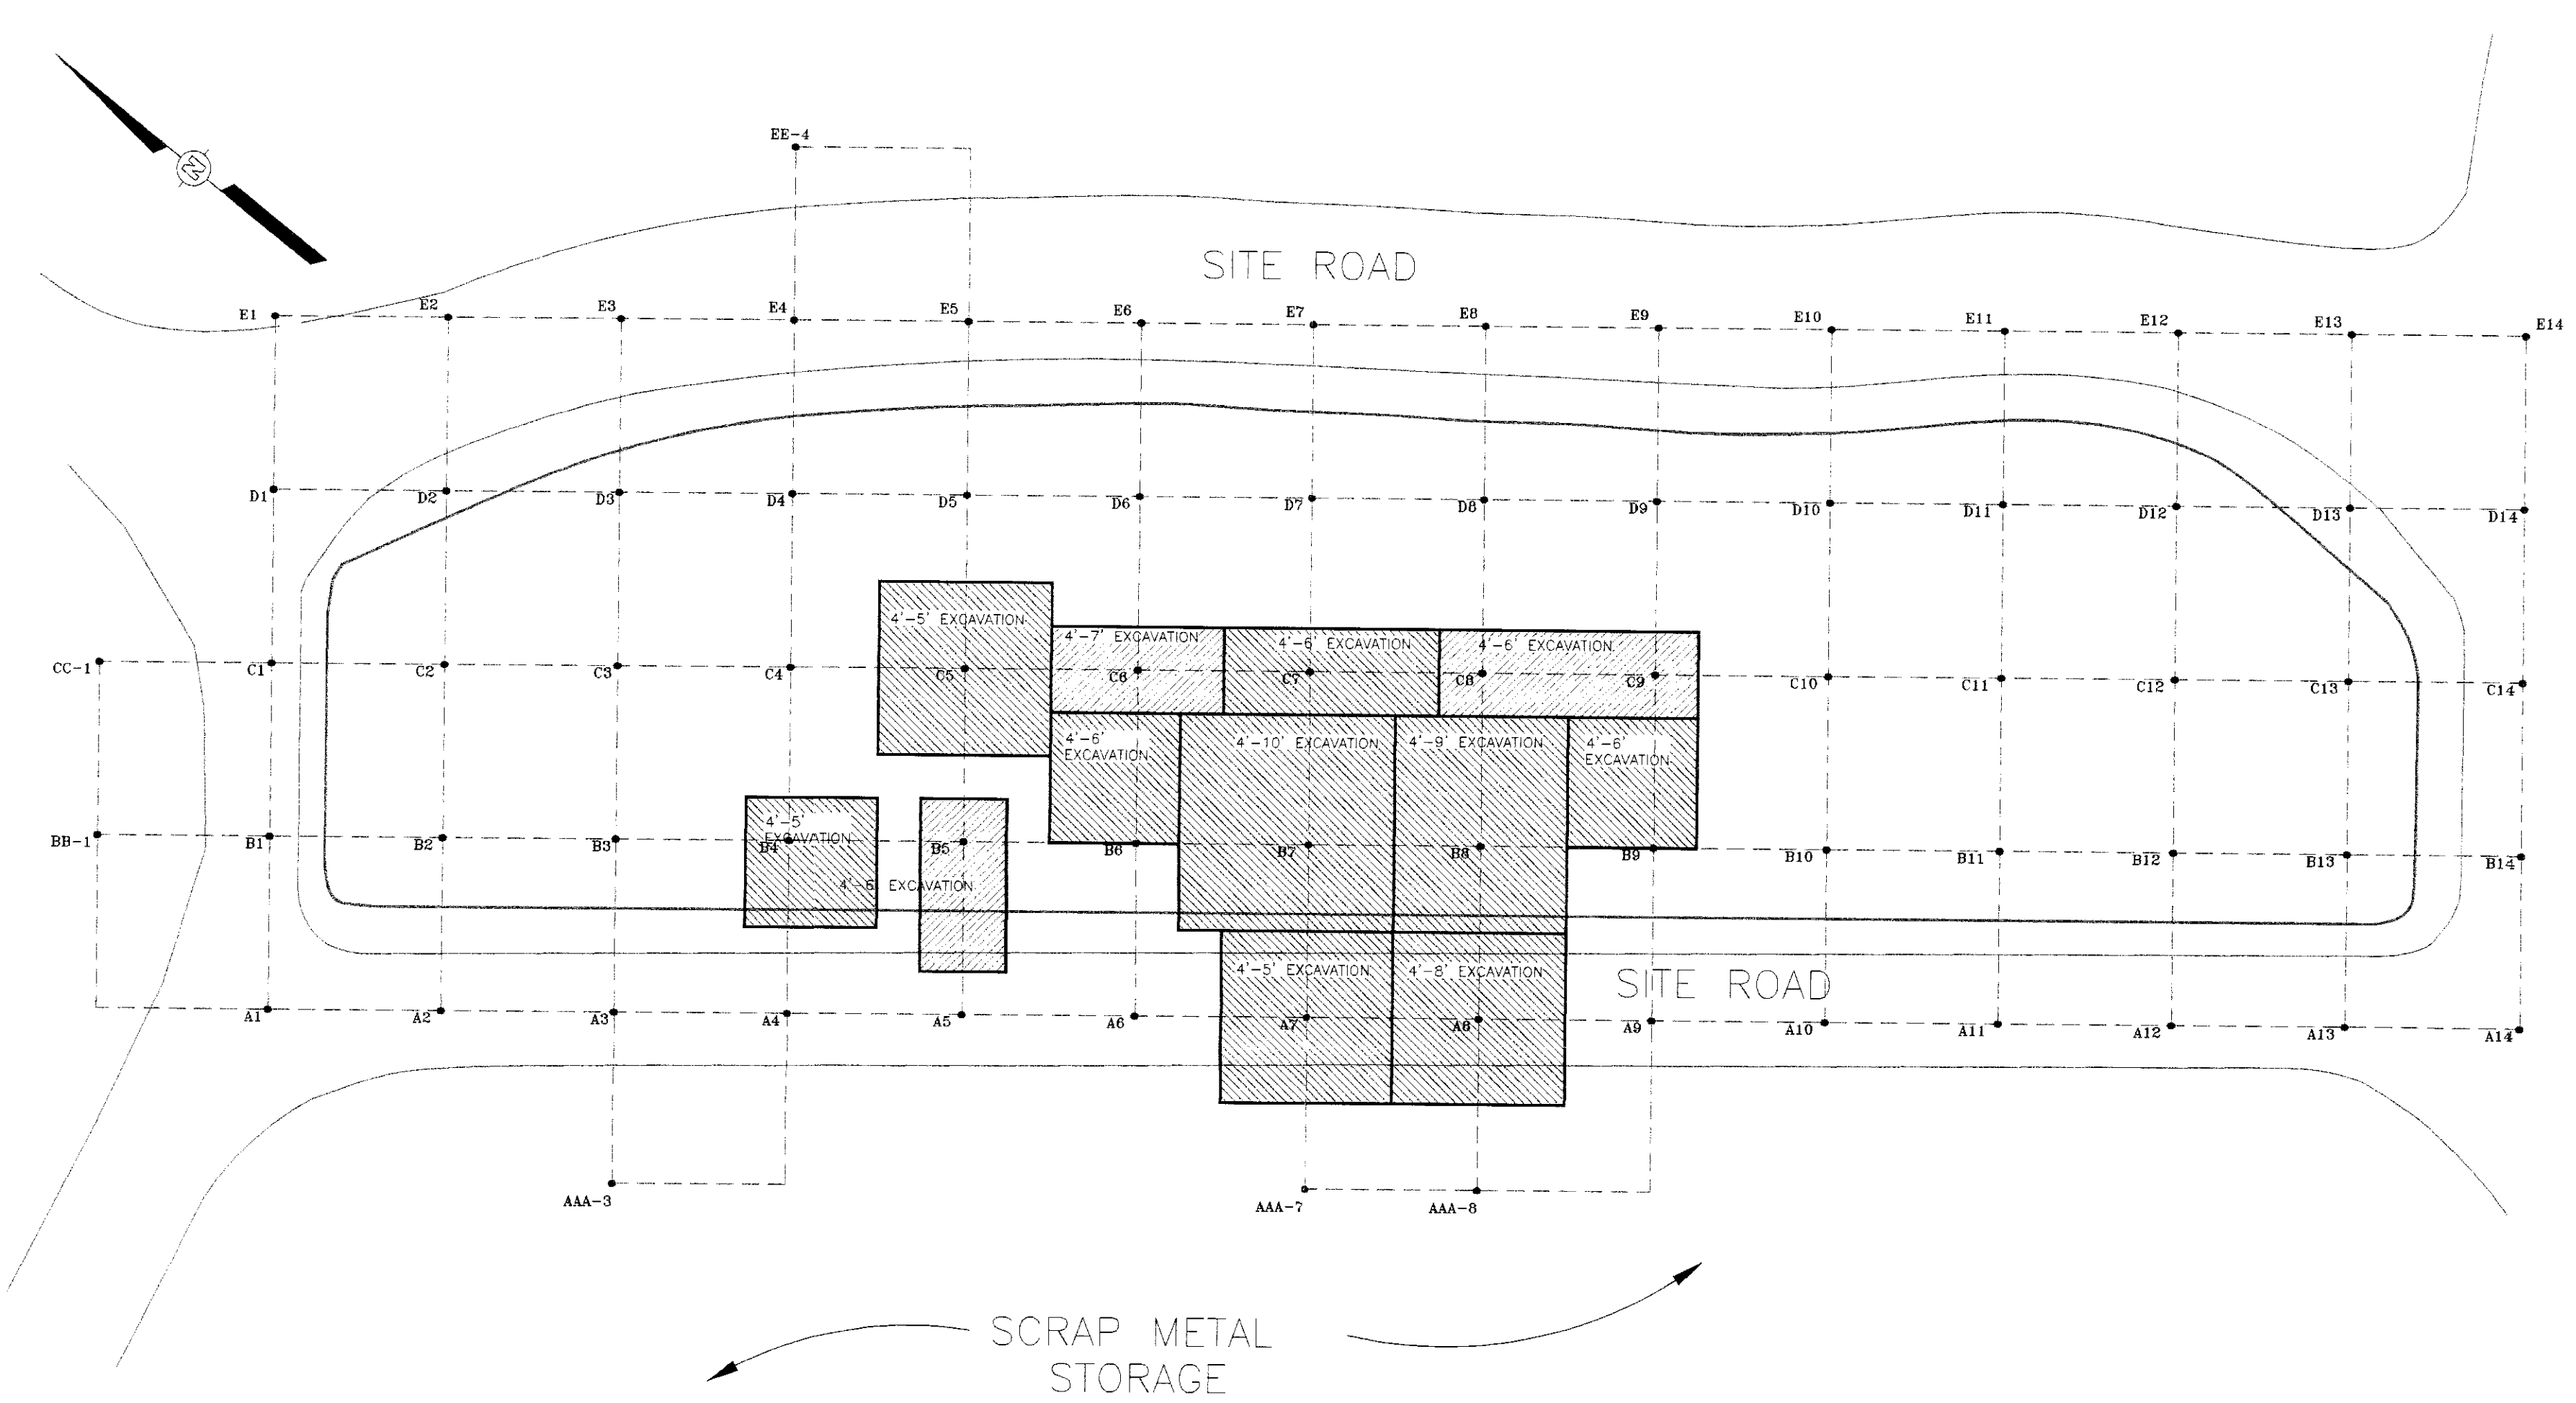 N
EE-4
SITE ROAD
E1
E2
E3
E4
E5
E6
E7
E8
E9
E10
E11
E12
E13
E14
D1
D2
D3
D4
D5
D6
D7
D8
D9
D10
D11
D12
D13
D14
4'-5' EXCAVATION
4'-7' EXCAVATION
4'-6' EXCAVATION
4'-6' EXCAVATION
CC-1
C1
C2
C3
C4
C5
C6
C7
C8
C9
C10
C11
C12
C13
C14
4'-6'
EXCAVATION
4'-10' EXCAVATION
4'-9' EXCAVATION
4'-6'
EXCAVATION
4'-5'
EXCAVATION
BB-1
B1
B2
B3
B4
B5
B6
B7
B8
B9
B10
B11
B12
B13
B14
4'-6' EXCAVATION
4'-5' EXCAVATION
4'-8' EXCAVATION
SITE ROAD
A1
A2
A3
A4
A5
A6
A7
A8
A9
A10
A11
A12
A13
A14
AAA-3
AAA-7
AAA-8
SCRAP METAL
STORAGE